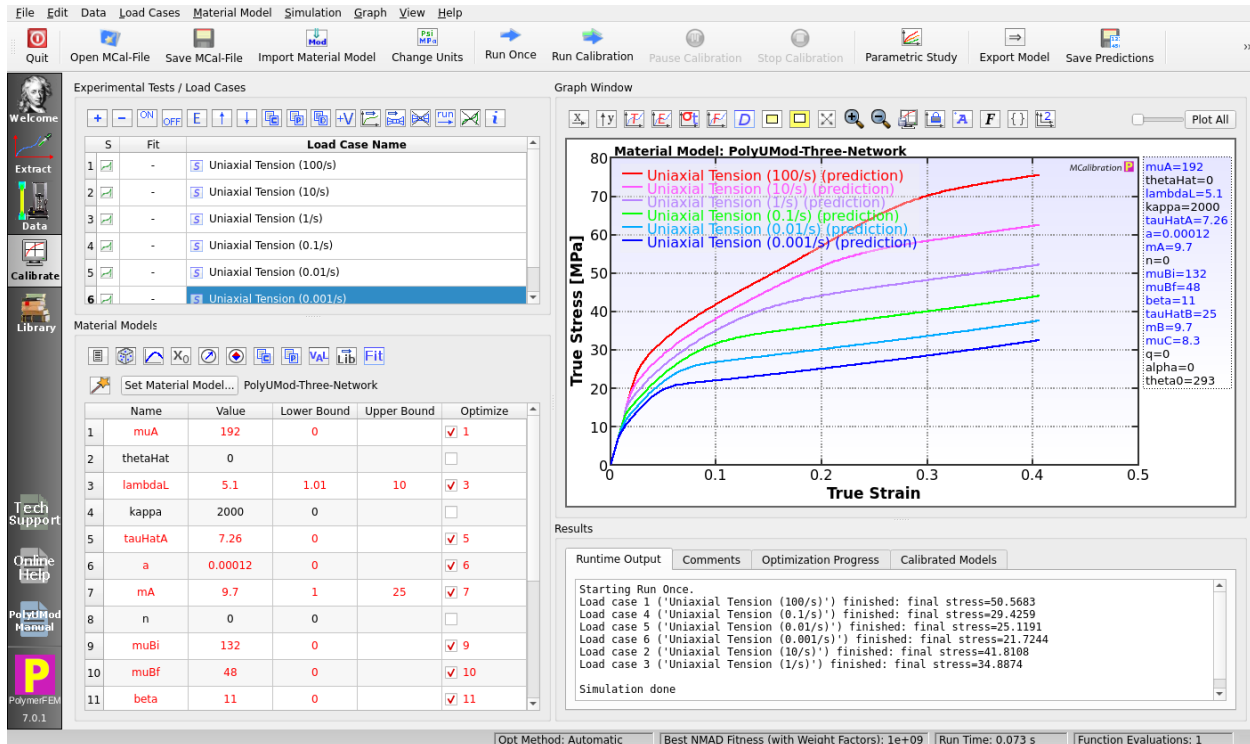 File Edit Data Load Cases Material Model Simulation Graph View Help
Quit Open MCal-File Save MCal-File Import Material Model Change Units Run Once Run Calibration Pause Calibration Stop Calibration Parametric Study Export Model Save Predictions
Welcome
Extract
Data
Calibrate
Library
Tech
Support
Online
Help
PolyUMod
Manual
PolymerFEM
7.0.1
Experimental Tests / Load Cases
ON OFF E +V run i
S Fit Load Case Name
1 - S Uniaxial Tension (100/s)
2 - S Uniaxial Tension (10/s)
3 - S Uniaxial Tension (1/s)
4 - S Uniaxial Tension (0.1/s)
5 - S Uniaxial Tension (0.01/s)
6 - S Uniaxial Tension (0.001/s)
Material Models
X0 VAL Lib Fit
Set Material Model... PolyUMod-Three-Network
Name Value Lower Bound Upper Bound Optimize
1 muA 192 0 1
2 thetaHat 0
3 lambdaL 5.1 1.01 10 3
4 kappa 2000 0
5 tauHatA 7.26 0 5
6 a 0.00012 0 6
7 mA 9.7 1 25 7
8 n 0 0
9 muBi 132 0 9
10 muBf 48 0 10
11 beta 11 0 11
Graph Window
D A F { } Plot All
Material Model: PolyUMod-Three-Network
MCalibration P
Uniaxial Tension (100/s) (prediction)
Uniaxial Tension (10/s) (prediction)
Uniaxial Tension (1/s) (prediction)
Uniaxial Tension (0.1/s) (prediction)
Uniaxial Tension (0.01/s) (prediction)
Uniaxial Tension (0.001/s) (prediction)
True Stress [MPa]
80
70
60
50
40
30
20
10
0
0 0.1 0.2 0.3 0.4 0.5
True Strain
muA=192
thetaHat=0
lambdaL=5.1
kappa=2000
tauHatA=7.26
a=0.00012
mA=9.7
n=0
muBi=132
muBf=48
beta=11
tauHatB=25
mB=9.7
muC=8.3
q=0
alpha=0
theta0=293
Results
Runtime Output Comments Optimization Progress Calibrated Models
Starting Run Once.
Load case 1 ('Uniaxial Tension (100/s)') finished: final stress=50.5683
Load case 4 ('Uniaxial Tension (0.1/s)') finished: final stress=29.4259
Load case 5 ('Uniaxial Tension (0.01/s)') finished: final stress=25.1191
Load case 6 ('Uniaxial Tension (0.001/s)') finished: final stress=21.7244
Load case 2 ('Uniaxial Tension (10/s)') finished: final stress=41.8108
Load case 3 ('Uniaxial Tension (1/s)') finished: final stress=34.8874
Simulation done
Opt Method: Automatic Best NMAD Fitness (with Weight Factors): 1e+09 Run Time: 0.073 s Function Evaluations: 1